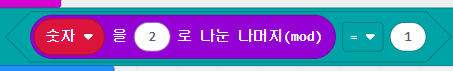 숫자 을 2 로 나눈 나머지(mod) = 1